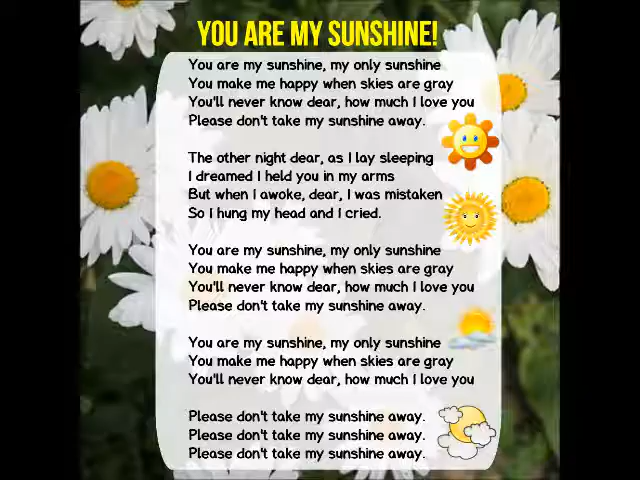 YOU ARE MY SUNSHINE!
You are my sunshine, my only sunshine
You make me happy when skies are gray
You'll never know dear, how much I love you
Please don't take my sunshine away.
The other night dear, as I lay sleeping
I dreamed I held you in my arms
But when I awoke, dear, I was mistaken
So I hung my head and I cried.
You are my sunshine, my only sunshine
You make me happy when skies are gray
You'll never know dear, how much I love you
Please don't take my sunshine away.
You are my sunshine, my only sunshine
You make me happy when skies are gray
You'll never know dear, how much I love you
Please don't take my sunshine away.
Please don't take my sunshine away.
Please don't take my sunshine away.